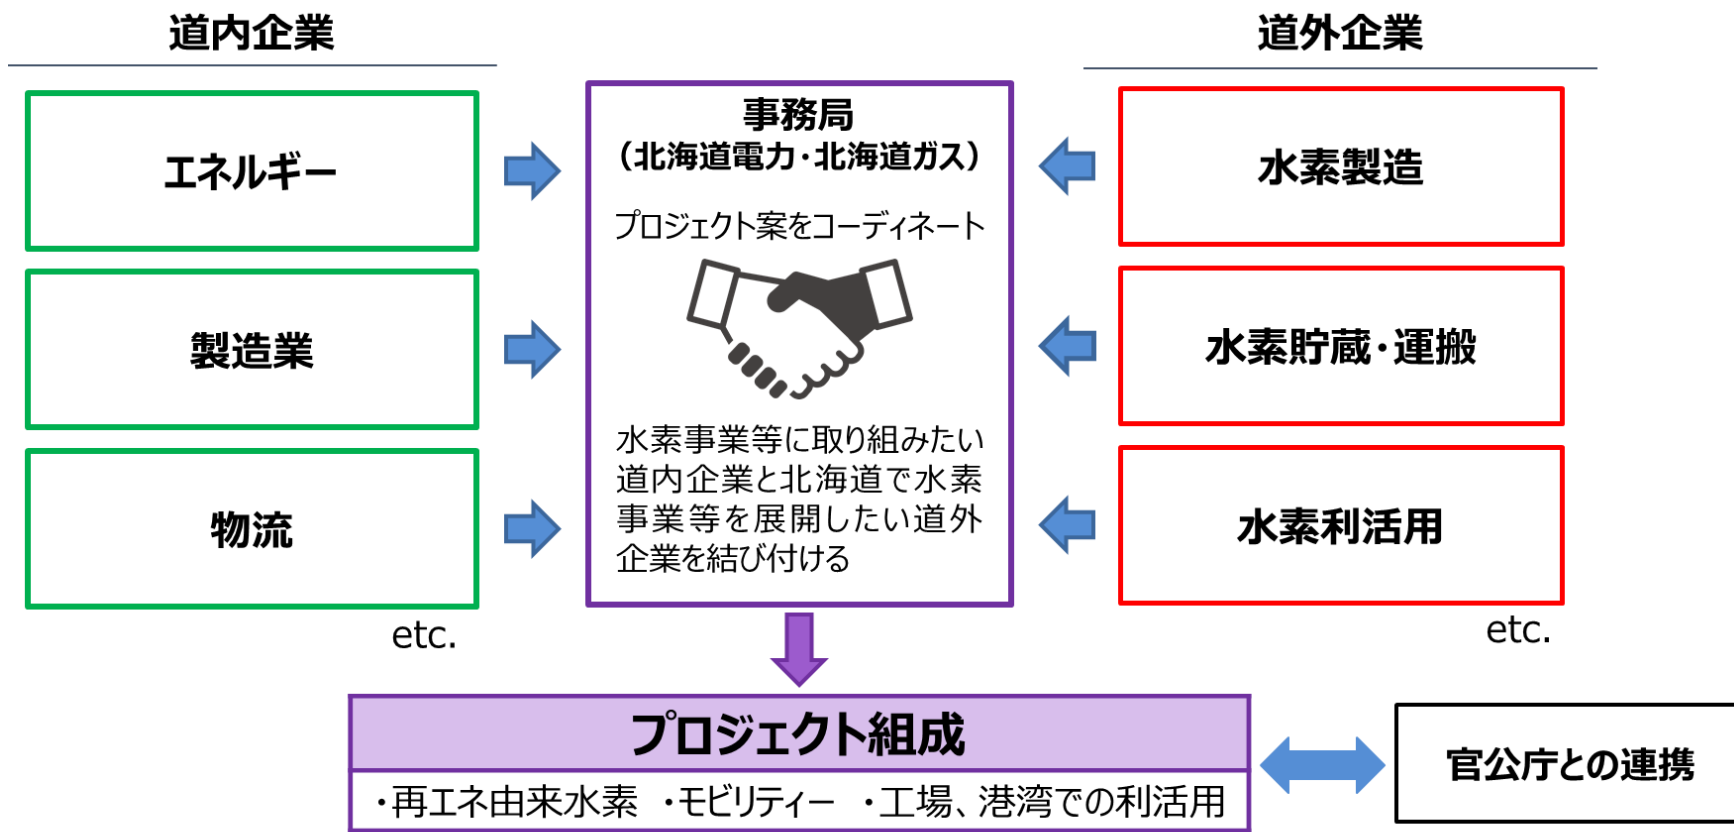 道内企業
エネルギー
製造業
物流
etc.
事務局
（北海道電力・北海道ガス）
プロジェクト案をコーディネート
水素事業等に取り組みたい
道内企業と北海道で水素
事業等を展開したい道外
企業を結び付ける
道外企業
水素製造
水素貯蔵・運搬
水素利活用
etc.
プロジェクト組成
・再エネ由来水素 ・モビリティー ・工場、港湾での利活用
官公庁との連携